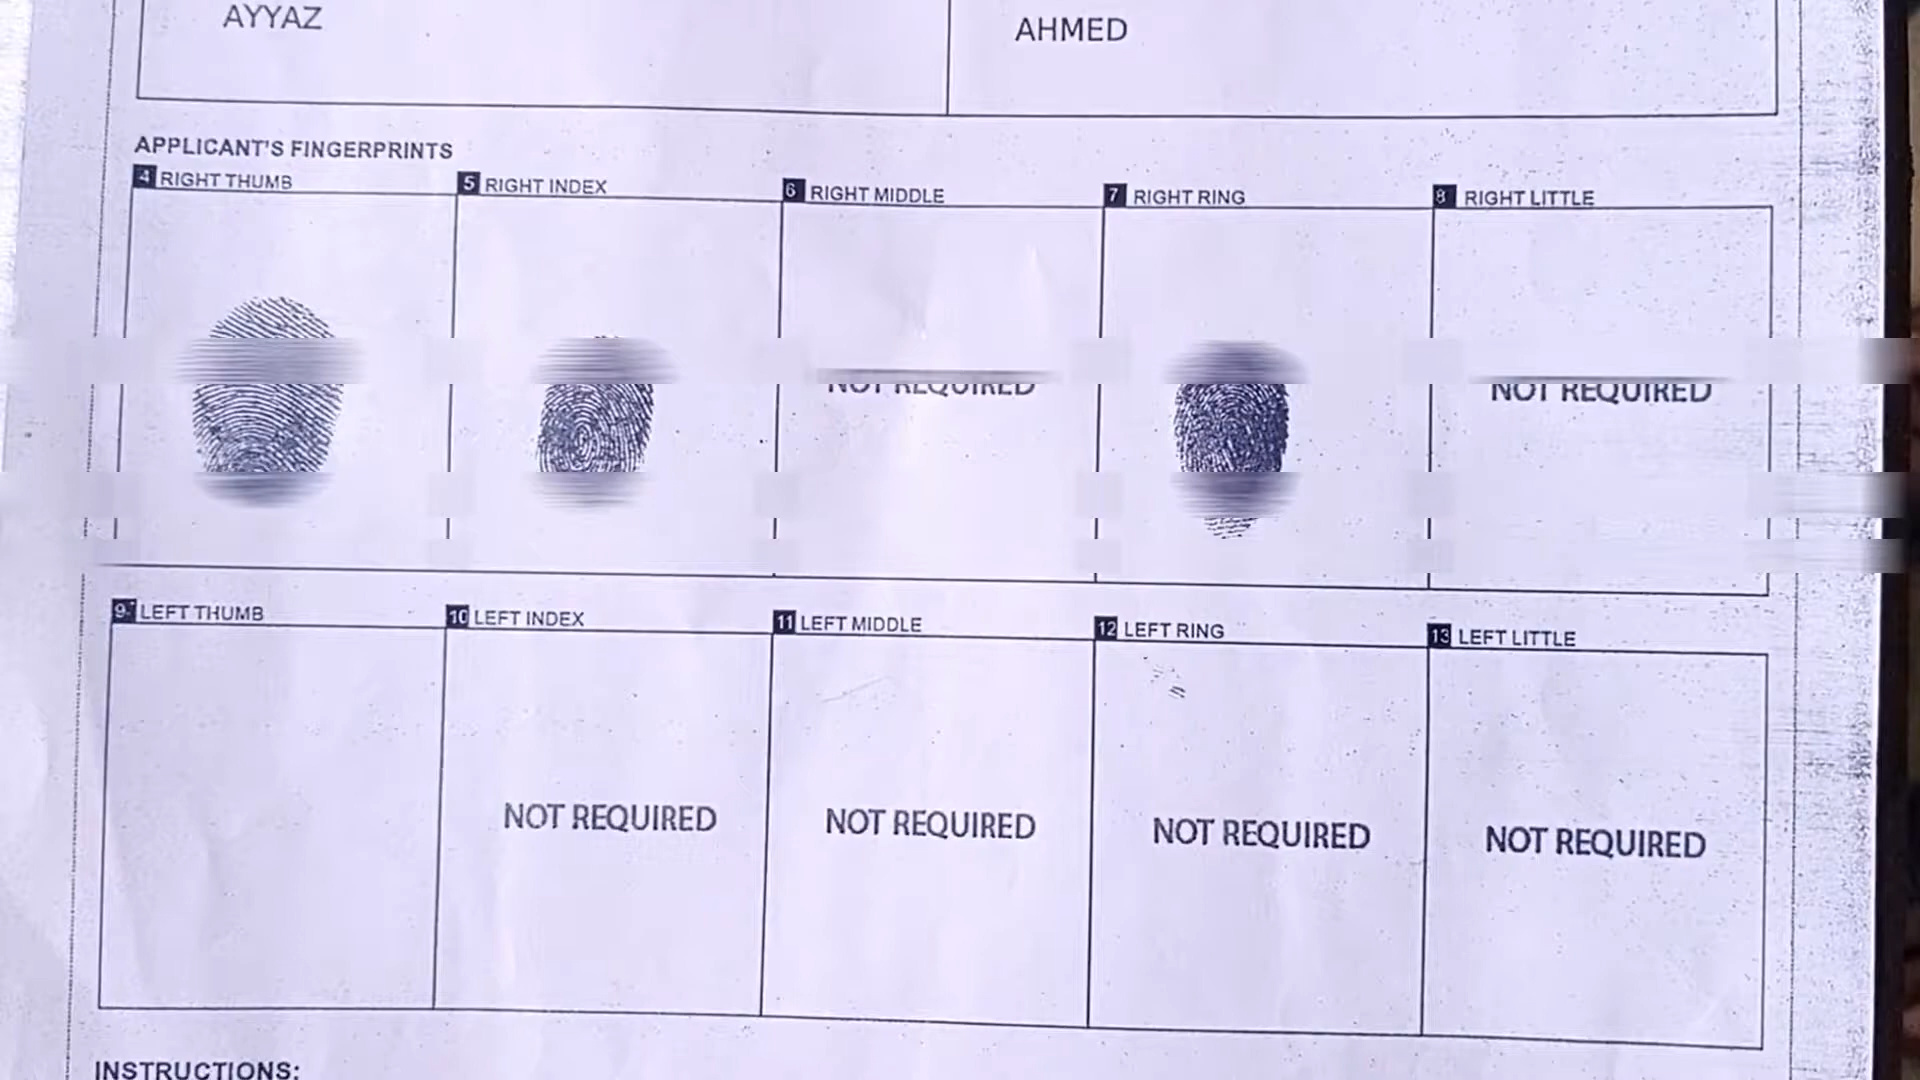 AYYAZ AHMED
APPLICANT'S FINGERPRINTS
4 RIGHT THUMB 5 RIGHT INDEX 6 RIGHT MIDDLE 7 RIGHT RING 8 RIGHT LITTLE
NOT REQUIRED NOT REQUIRED
9 LEFT THUMB 10 LEFT INDEX 11 LEFT MIDDLE 12 LEFT RING 13 LEFT LITTLE
NOT REQUIRED NOT REQUIRED NOT REQUIRED NOT REQUIRED
INSTRUCTIONS: